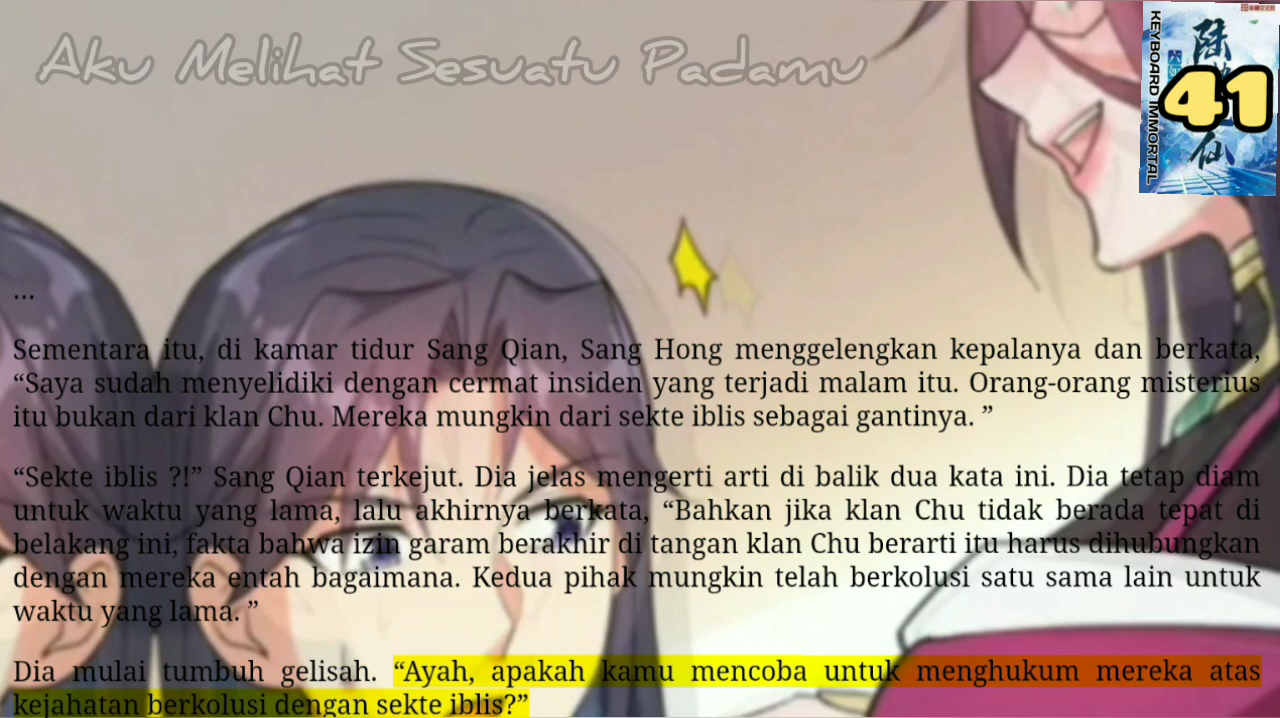 Aku Melihat Sesuatu Padamu
KEYBOARD IMMORTAL
陆
仙
41
...
Sementara itu, di kamar tidur Sang Qian, Sang Hong menggelengkan kepalanya dan berkata,
“Saya sudah menyelidiki dengan cermat insiden yang terjadi malam itu. Orang-orang misterius
itu bukan dari klan Chu. Mereka mungkin dari sekte iblis sebagai gantinya. ”
“Sekte iblis ?!” Sang Qian terkejut. Dia jelas mengerti arti di balik dua kata ini. Dia tetap diam
untuk waktu yang lama, lalu akhirnya berkata, “Bahkan jika klan Chu tidak berada tepat di
belakang ini, fakta bahwa izin garam berakhir di tangan klan Chu berarti itu harus dihubungkan
dengan mereka entah bagaimana. Kedua pihak mungkin telah berkolusi satu sama lain untuk
waktu yang lama. ”
Dia mulai tumbuh gelisah. “Ayah, apakah kamu mencoba untuk menghukum mereka atas
kejahatan berkolusi dengan sekte iblis?”